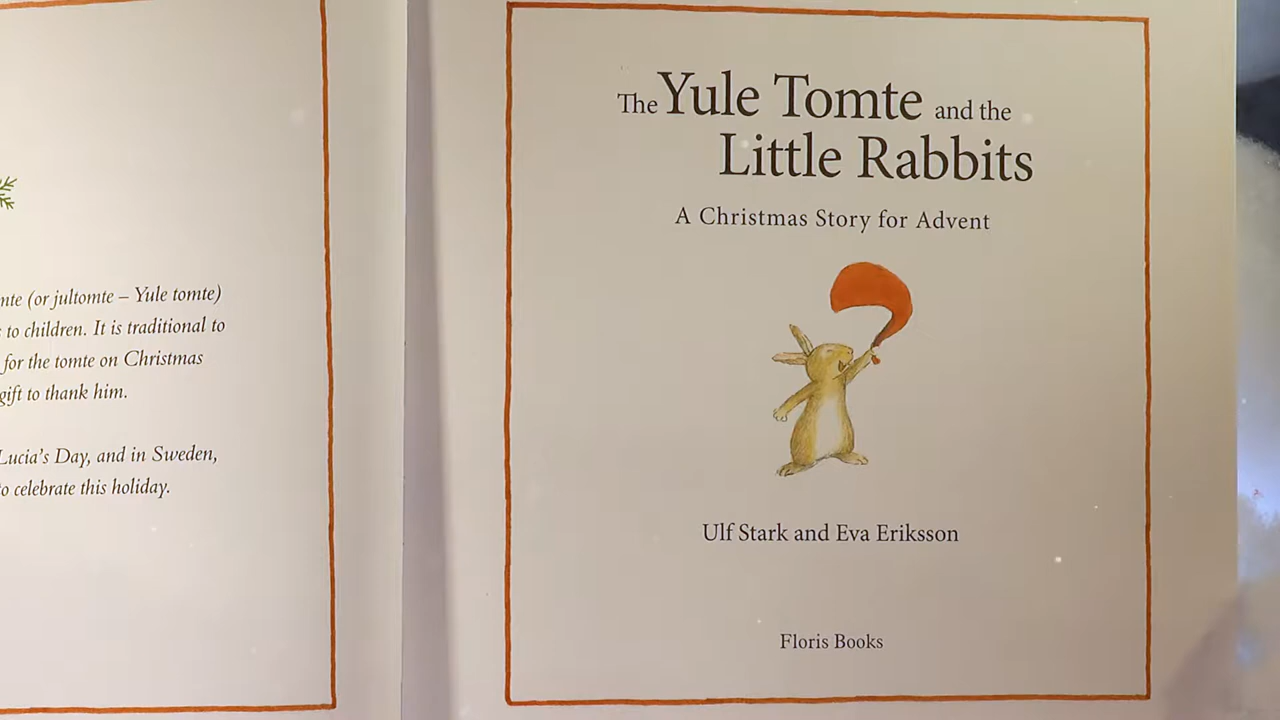 (or jultomte – Yule tomte)
to children. It is traditional to
for the tomte on Christmas
gift to thank him.
Lucia's Day, and in Sweden,
to celebrate this holiday.
The Yule Tomte and the
Little Rabbits
A Christmas Story for Advent
Ulf Stark and Eva Eriksson
Floris Books